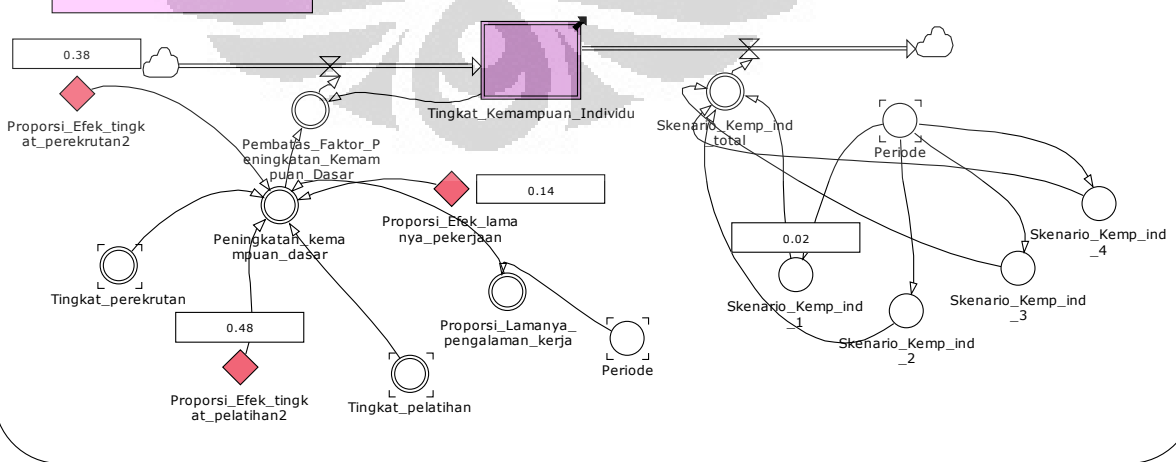 0.38
Proporsi_Efek_tingk
at_perekrutan2
Tingkat_Kemampuan_Individu
Pembatas_Faktor_P
eningkatan_Kemam
puan_Dasar
Skenario_Kemp_ind
_total
Periode
0.14
Proporsi_Efek_lama
nya_pekerjaan
Peningkatan_kema
mpuan_dasar
0.02
Skenario_Kemp_ind
_4
Tingkat_perekrutan
Skenario_Kemp_ind
_3
Skenario_Kemp_ind
_1
Proporsi_Lamanya_
pengalaman_kerja
0.48
Skenario_Kemp_ind
_2
Periode
Proporsi_Efek_tingk
at_pelatihan2
Tingkat_pelatihan